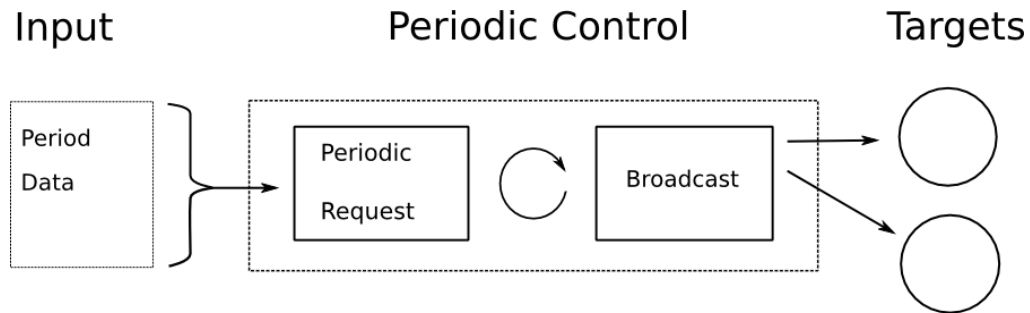 Input
Periodic Control
Targets
Period
Data
Periodic
Request
Broadcast